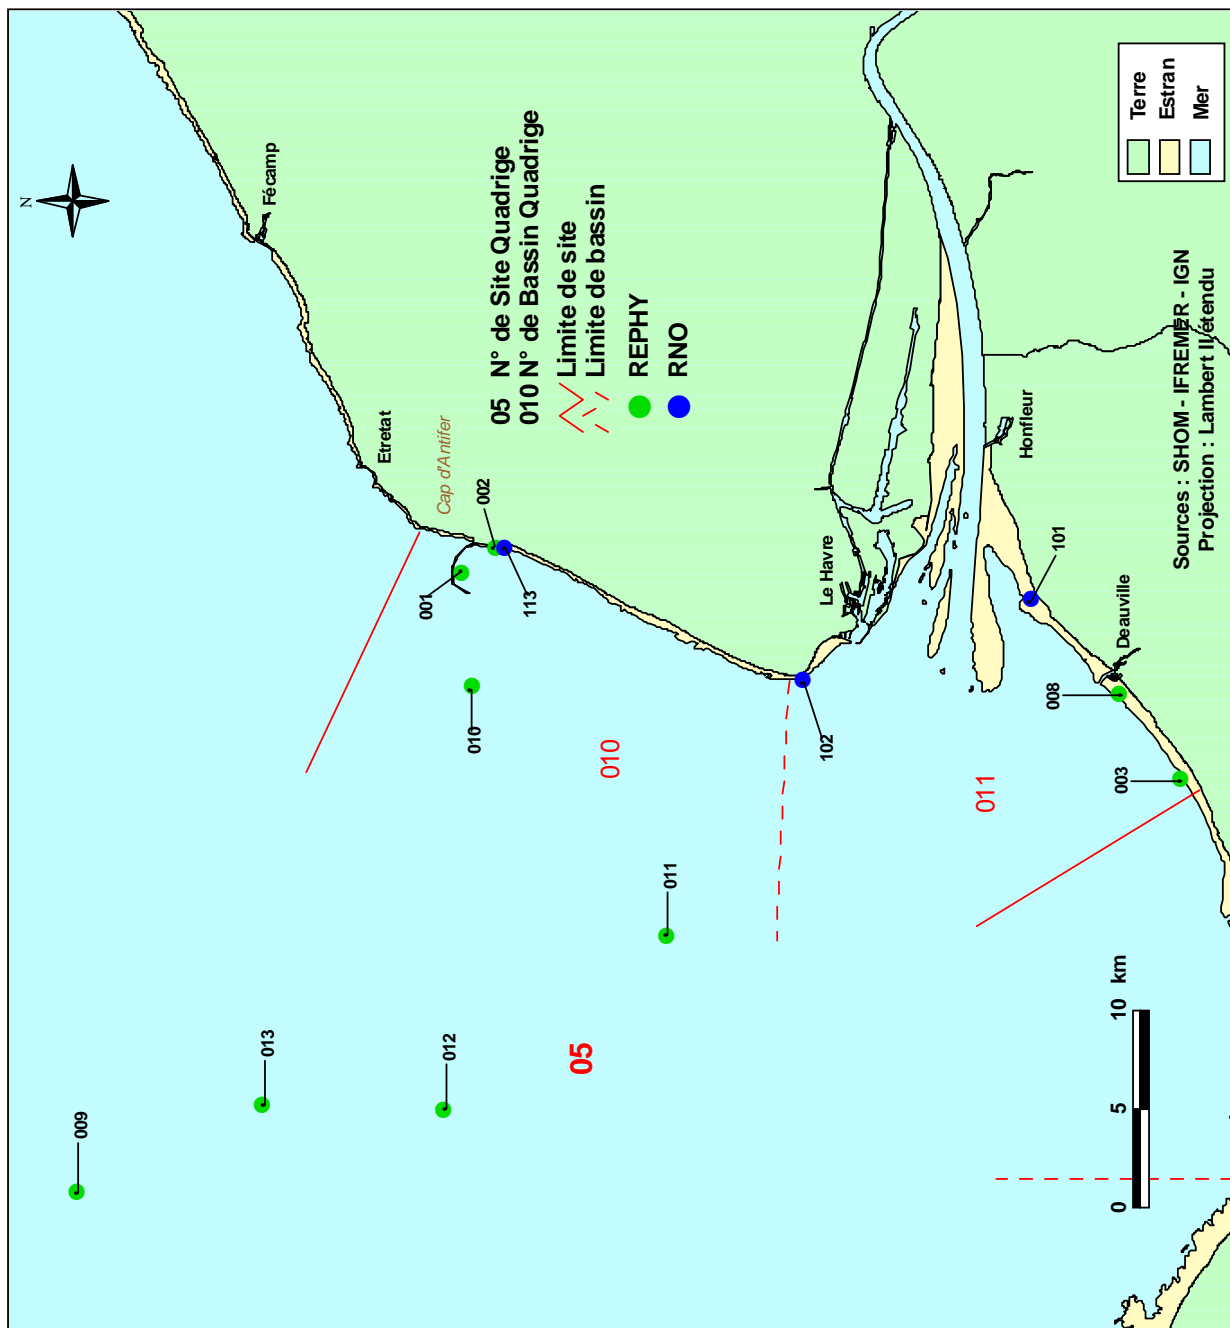 N
Fécamp
Etretat
Cap d'Antifer
05 N° de Site Quadrige
010 N° de Bassin Quadrige
Limite de site
Limite de bassin
REPHY
RNO
Terre
Estran
Mer
002
001
113
010
010
Le Havre
Honfleur
102
101
Deauville
008
003
011
011
05
013
012
009
0 5 10 km
Sources : SHOM - IFREMER - IGN
Projection : Lambert II étendu